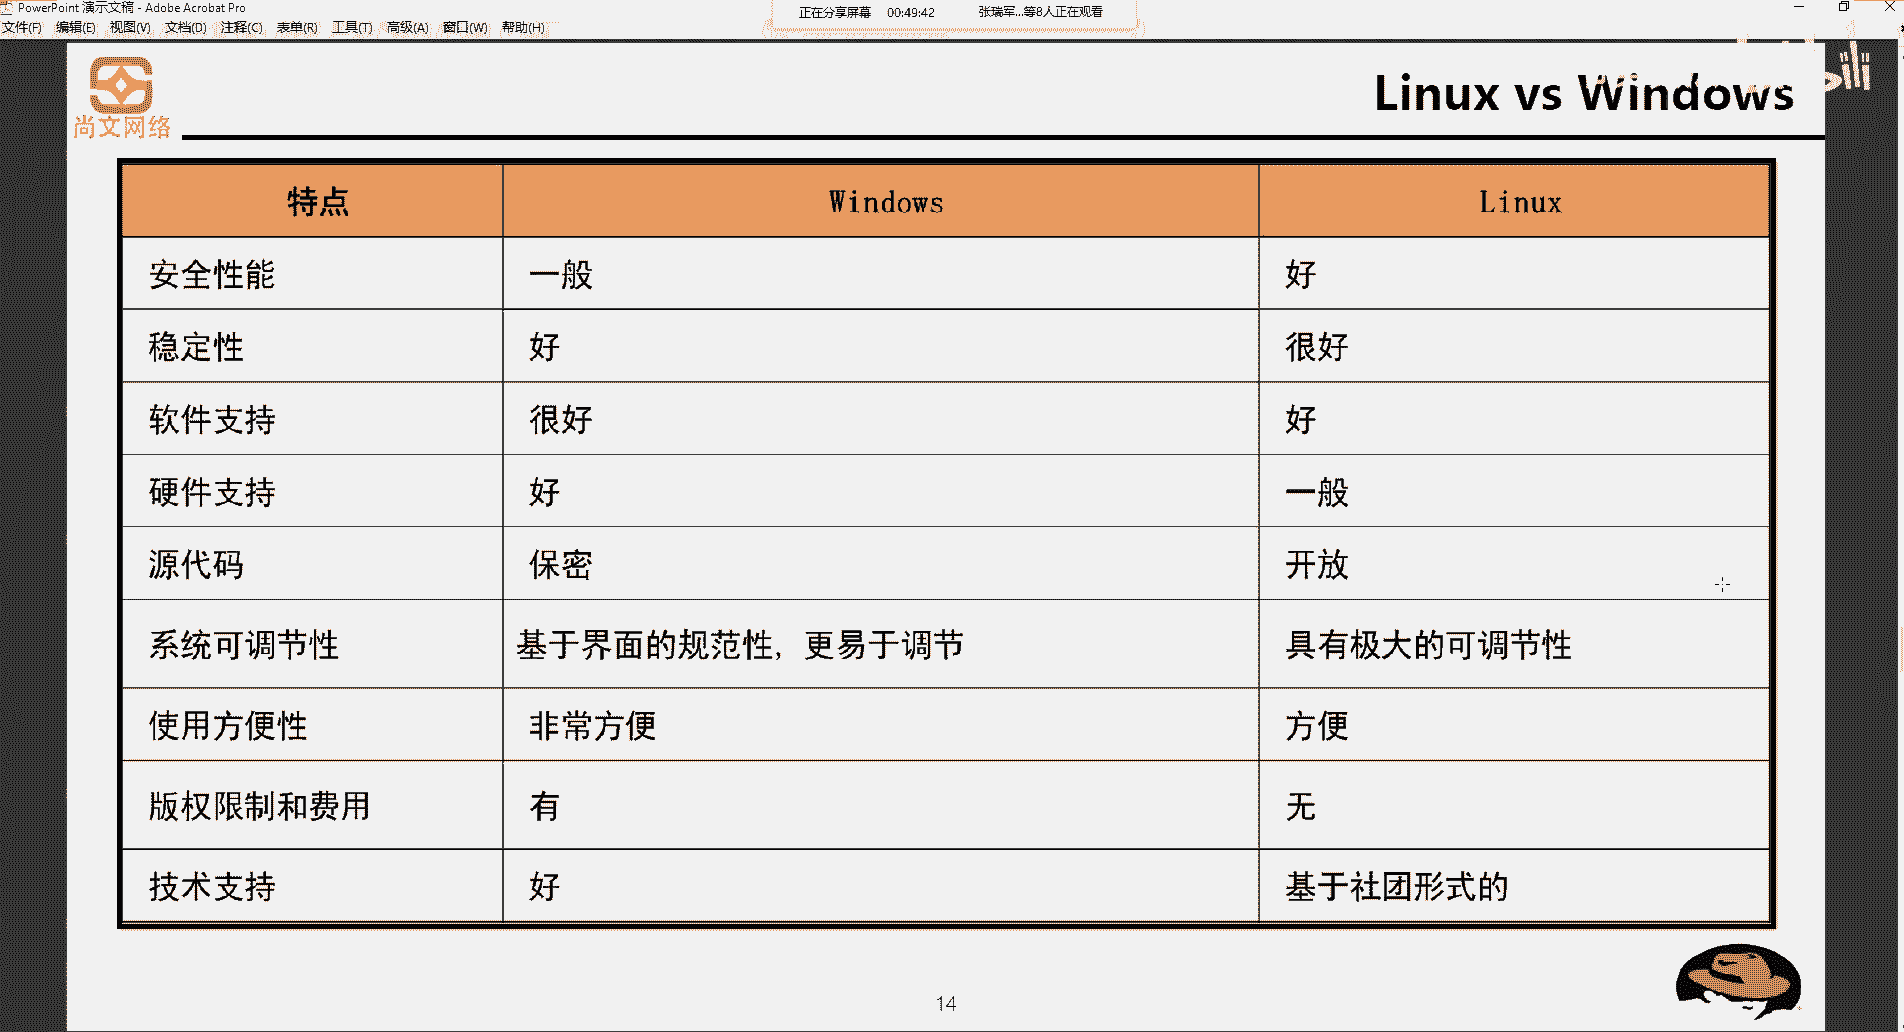 PowerPoint 演示文稿 - Adobe Acrobat Pro
正在分享屏幕 00:49:42 张瑞军...等8人正在观看
文件(F) 编辑(E) 视图(V) 文档(D) 注释(C) 表单(R) 工具(T) 高级(A) 窗口(W) 帮助(H)
尚文网络
Linux vs Windows
特点 Windows Linux
安全性能 一般 好
稳定性 好 很好
软件支持 很好 好
硬件支持 好 一般
源代码 保密 开放
系统可调节性 基于界面的规范性，更易于调节 具有极大的可调节性
使用方便性 非常方便 方便
版权限制和费用 有 无
技术支持 好 基于社团形式的
14